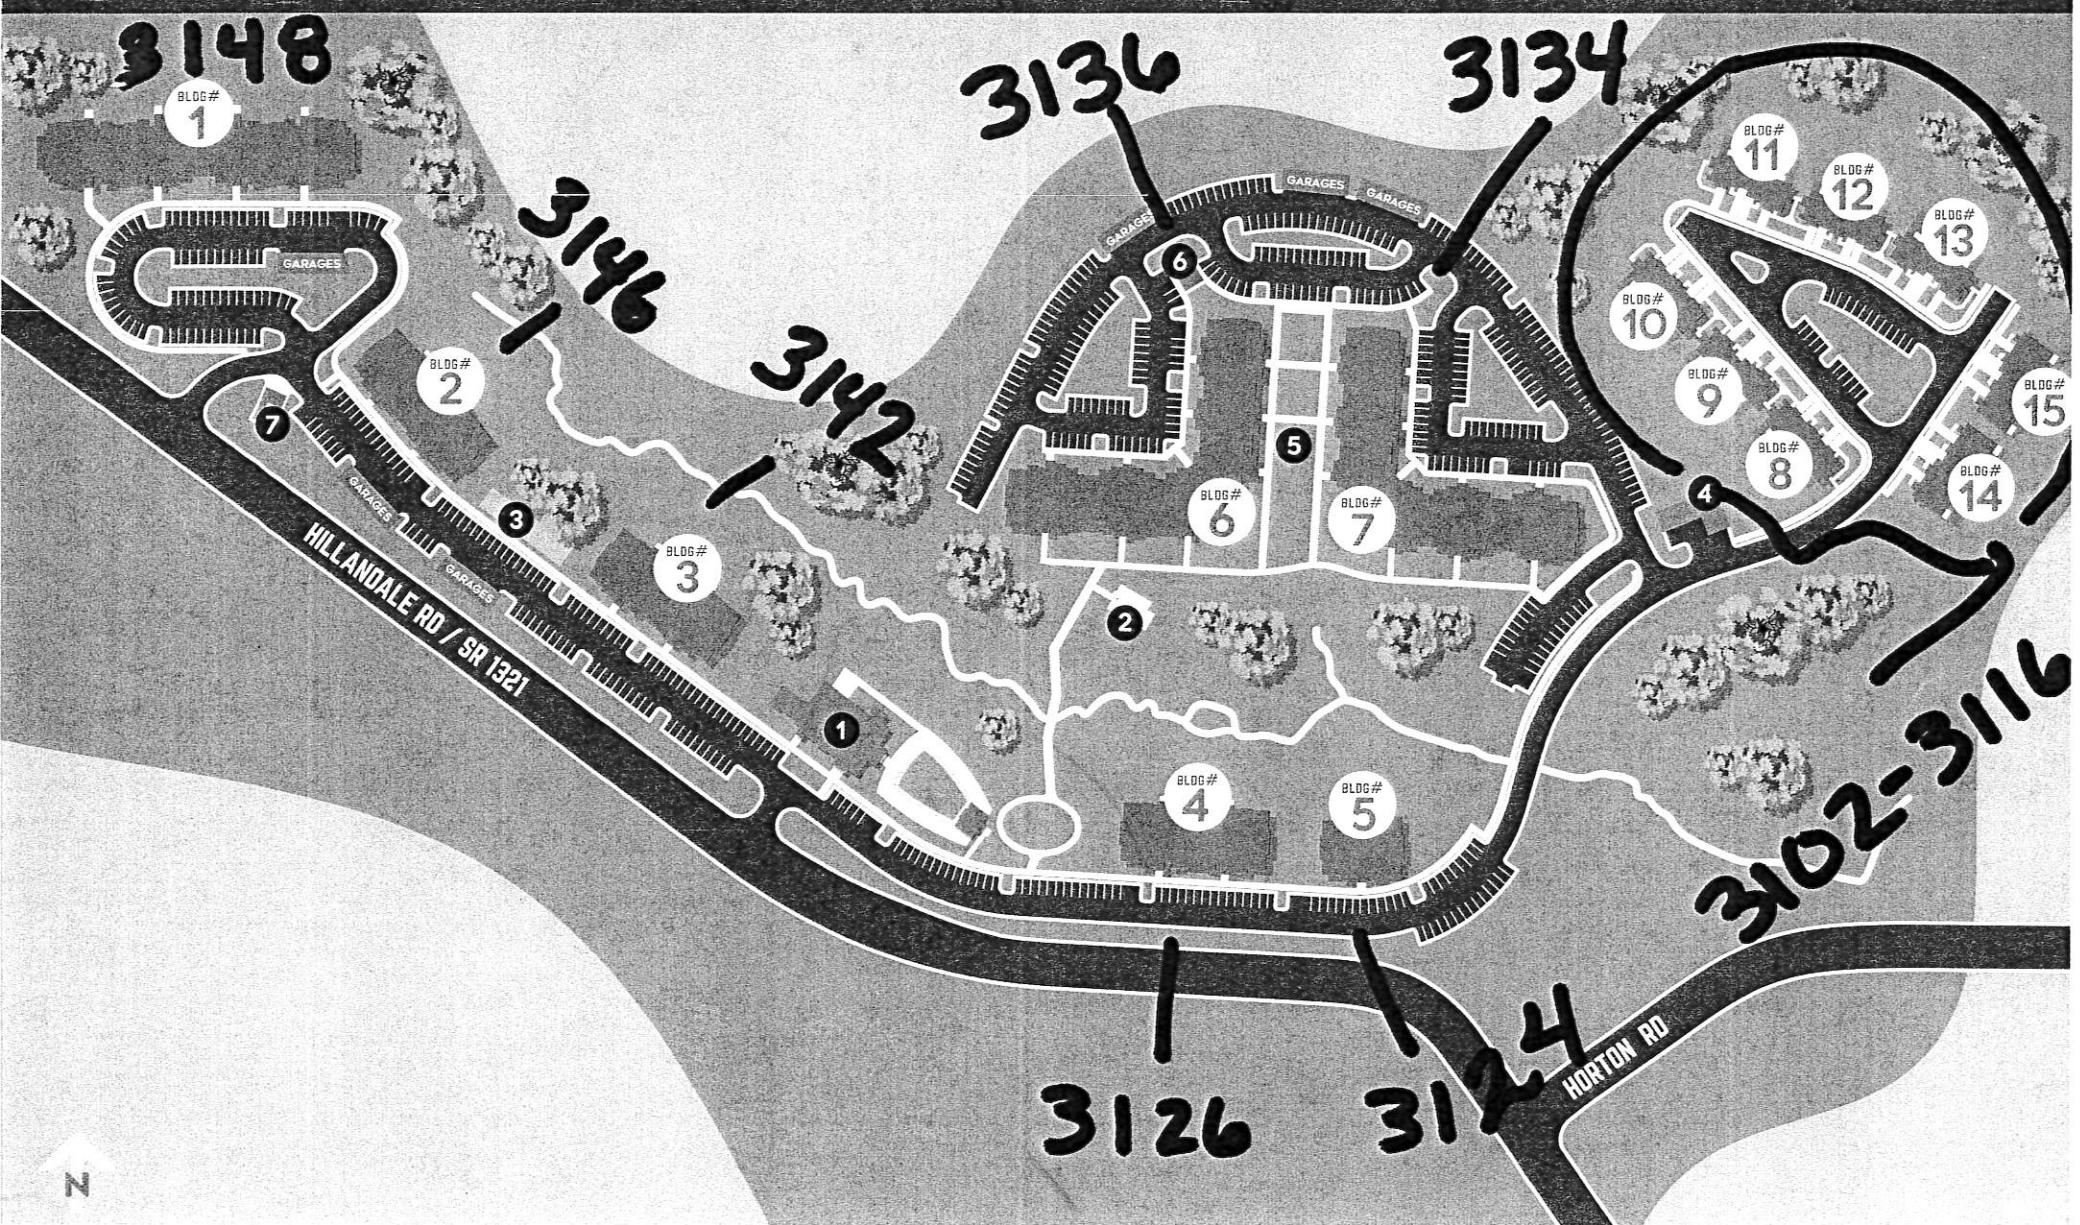 3148
3136
3134
BLDG#
1
BLDG#
11
BLDG#
12
BLDG#
13
3146
GARAGES
GARAGES
GARAGES
GARAGES
6
BLDG#
10
3142
BLDG#
2
7
BLDG#
9
BLDG#
15
5
BLDG#
8
BLDG#
14
GARAGES
3
BLDG#
6
BLDG#
7
4
BLDG#
3
GARAGES
HILLANDALE RD / SR 1321
2
1
3102-3116
BLDG#
4
BLDG#
5
3126
3124
HORTON RD
N